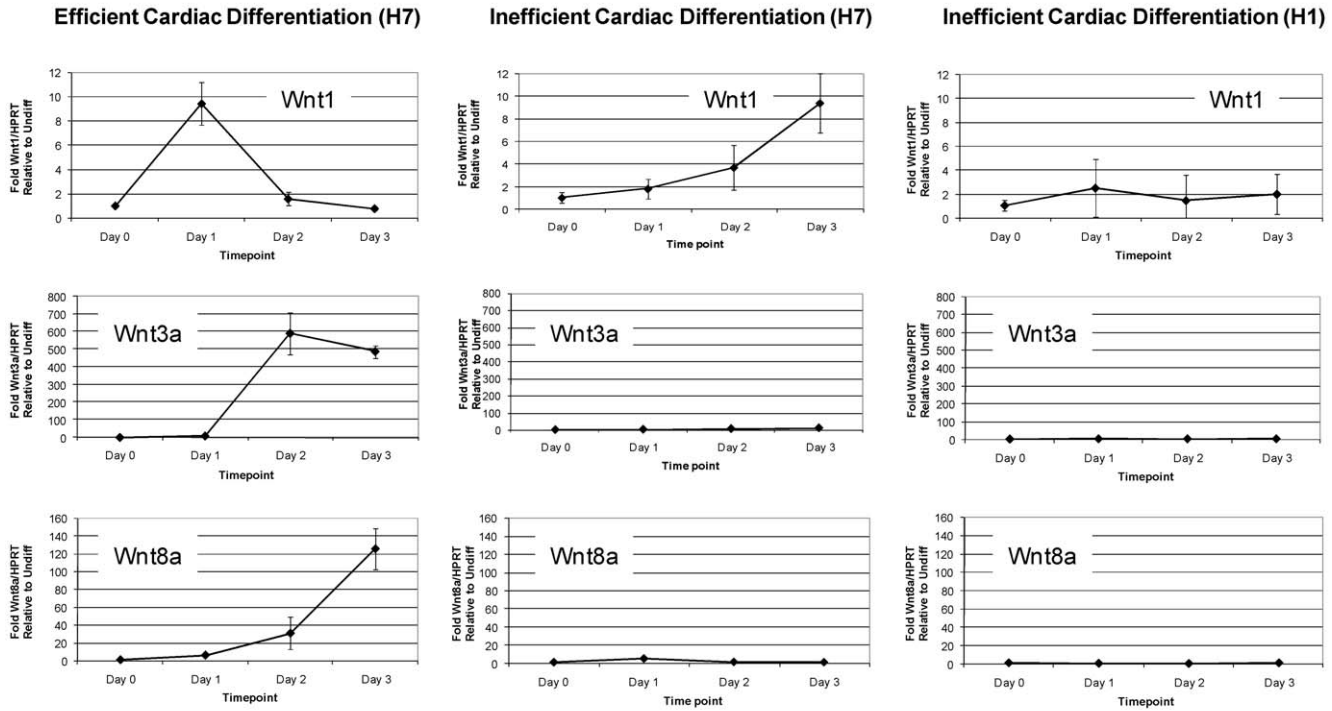 Efficient Cardiac Differentiation (H7)
Inefficient Cardiac Differentiation (H7)
Inefficient Cardiac Differentiation (H1)
Fold Wnt1/HPRT
Relative to Undiff
12
10
8
6
4
2
0
Wnt1
Day 0 Day 1 Day 2 Day 3
Timepoint
Fold Wnt1/HPRT
Relative to Undiff
12
10
8
6
4
2
0
Wnt1
Day 0 Day 1 Day 2 Day 3
Time point
Fold Wnt1/HPRT
Relative to Undiff
12
10
8
6
4
2
0
Wnt1
Day 0 Day 1 Day 2 Day 3
Timepoint
Fold Wnt3a/HPRT
Relative to Undiff
800
700
600
500
400
300
200
100
0
Wnt3a
Day 0 Day 1 Day 2 Day 3
Timepoint
Fold Wnt3a/HPRT
Relative to Undiff
800
700
600
500
400
300
200
100
0
Wnt3a
Day 0 Day 1 Day 2 Day 3
Time point
Fold Wnt3a/HPRT
Relative to Undiff
800
700
600
500
400
300
200
100
0
Wnt3a
Day 0 Day 1 Day 2 Day 3
Timepoint
Fold Wnt8a/HPRT
Relative to Undiff
160
140
120
100
80
60
40
20
0
Wnt8a
Day 0 Day 1 Day 2 Day 3
Timepoint
Fold Wnt8a/HPRT
Relative to Undiff
160
140
120
100
80
60
40
20
0
Wnt8a
Day 0 Day 1 Day 2 Day 3
Time point
Fold Wnt8a/HPRT
Relative to Undiff
160
140
120
100
80
60
40
20
0
Wnt8a
Day 0 Day 1 Day 2 Day 3
Timepoint